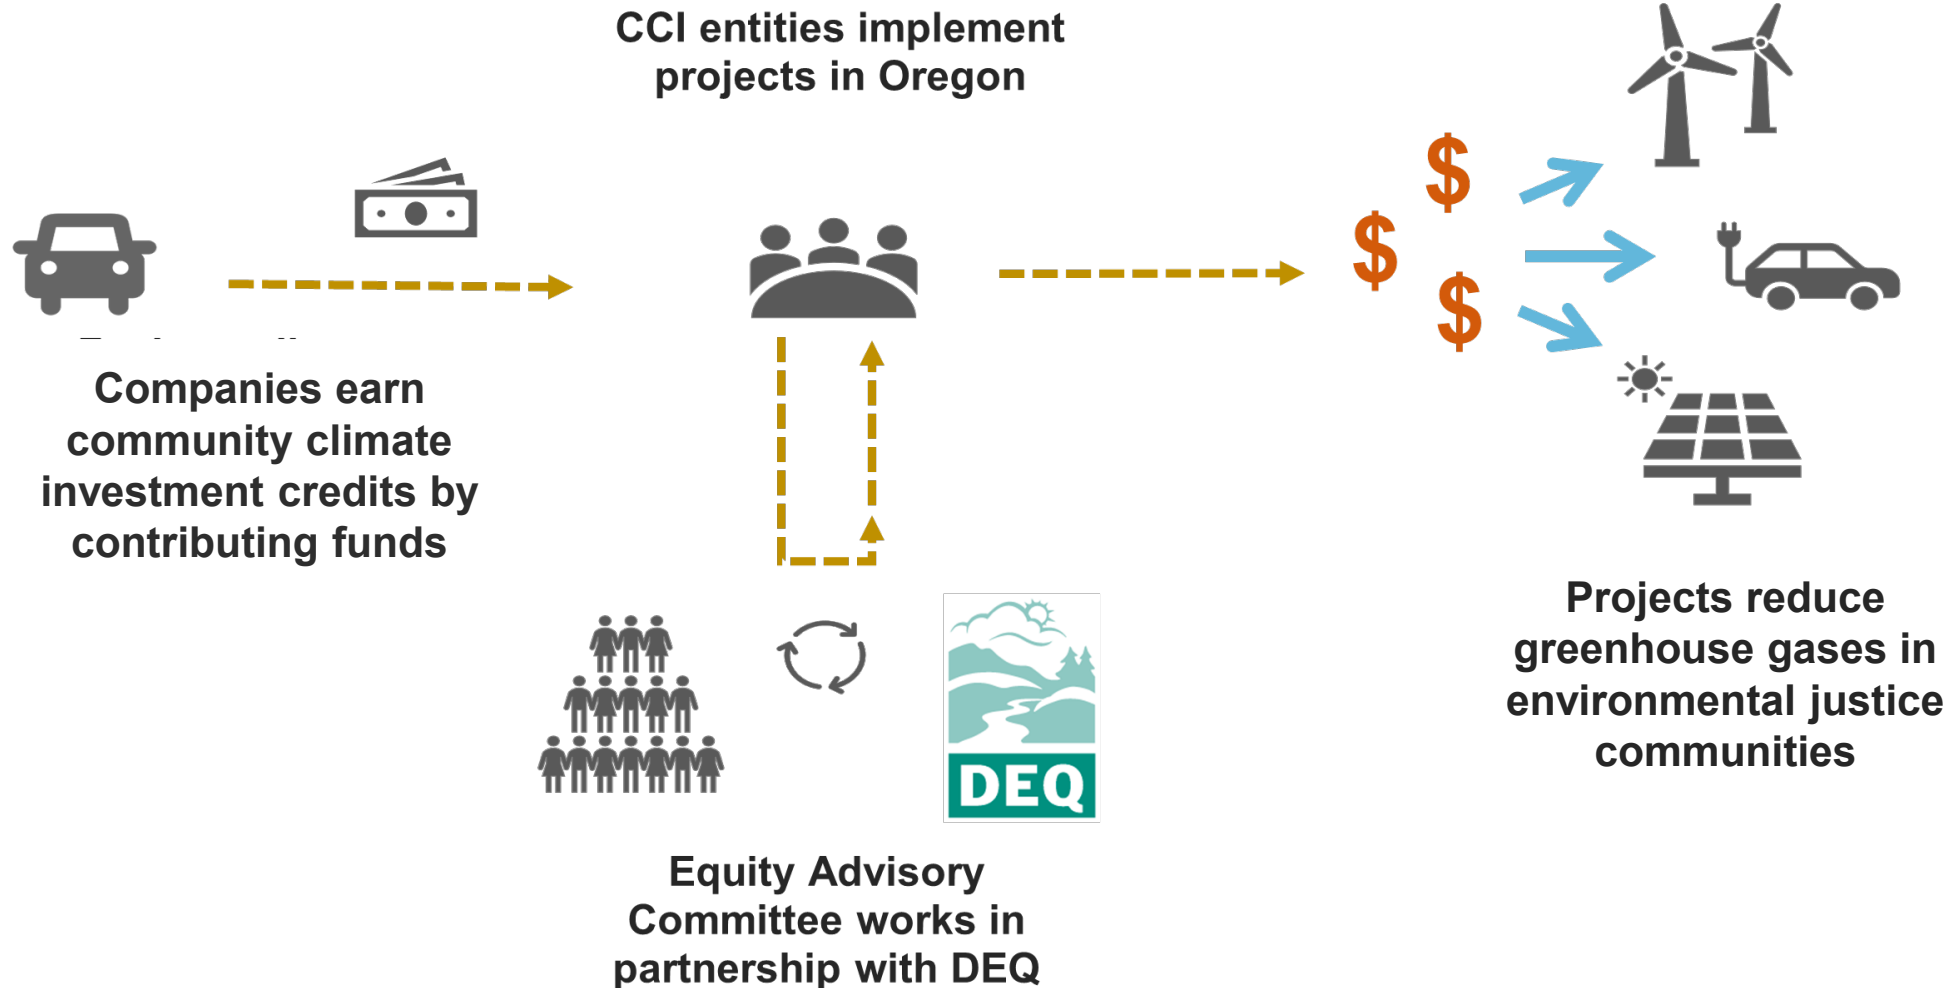 CCI entities implement
projects in Oregon
$
$
$
Companies earn
community climate
investment credits by
contributing funds
DEQ
Projects reduce
greenhouse gases in
environmental justice
communities
Equity Advisory
Committee works in
partnership with DEQ